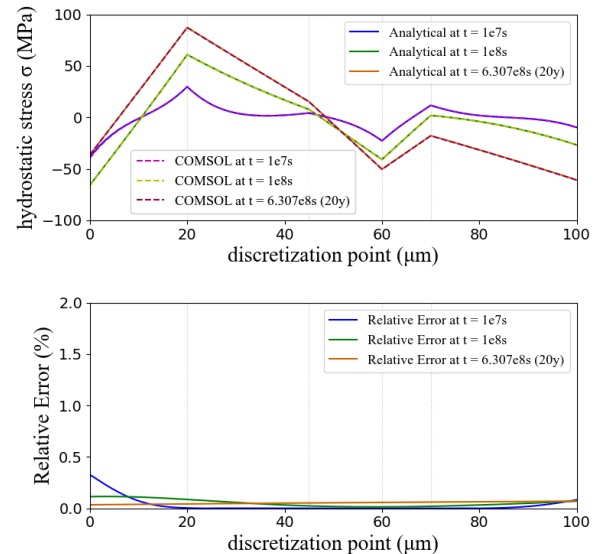 hydrostatic stress σ (MPa)
100
50
0
−50
−100
Analytical at t = 1e7s
Analytical at t = 1e8s
Analytical at t = 6.307e8s (20y)
COMSOL at t = 1e7s
COMSOL at t = 1e8s
COMSOL at t = 6.307e8s (20y)
0 20 40 60 80 100
discretization point (μm)
Relative Error (%)
2.0
1.5
1.0
0.5
0.0
Relative Error at t = 1e7s
Relative Error at t = 1e8s
Relative Error at t = 6.307e8s (20y)
0 20 40 60 80 100
discretization point (μm)